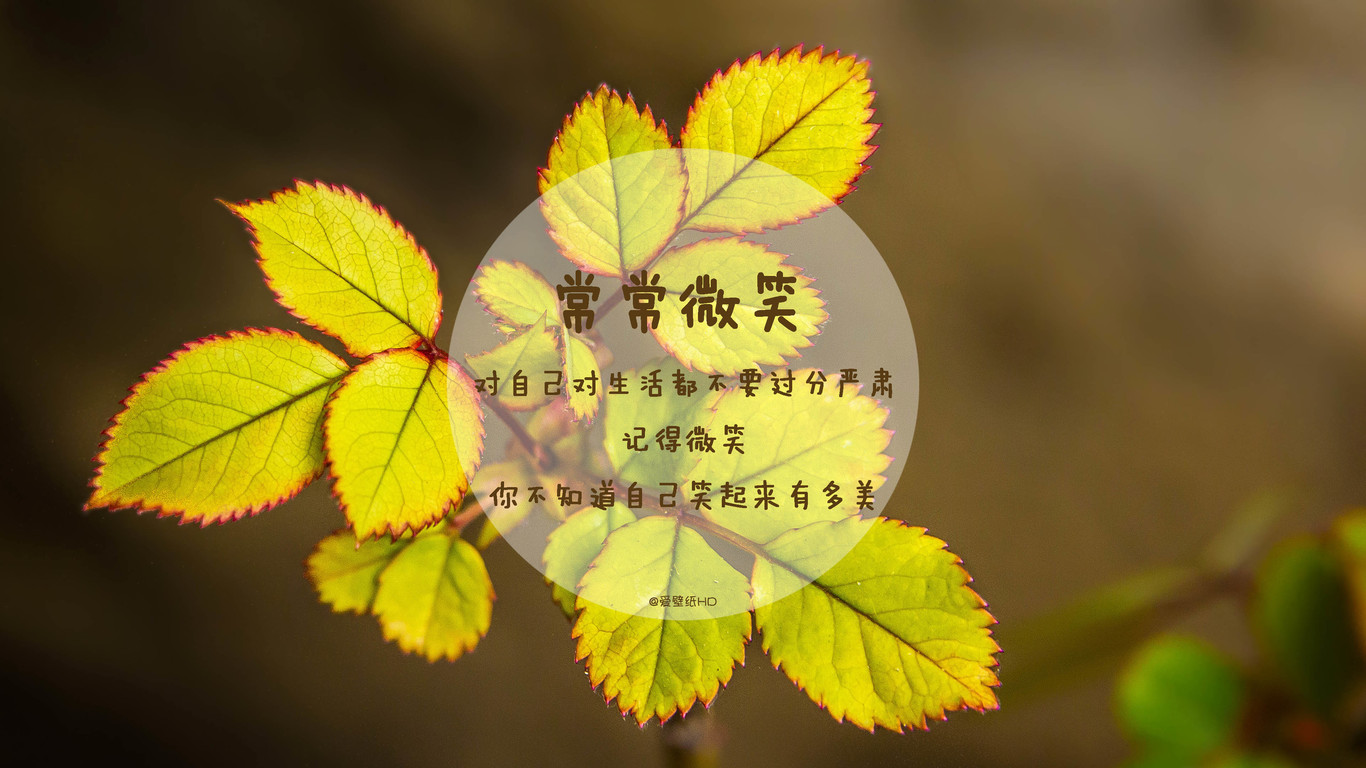 常常微笑
对自己对生活都不要过分严肃
记得微笑
你不知道自己笑起来有多美
@爱壁纸HD